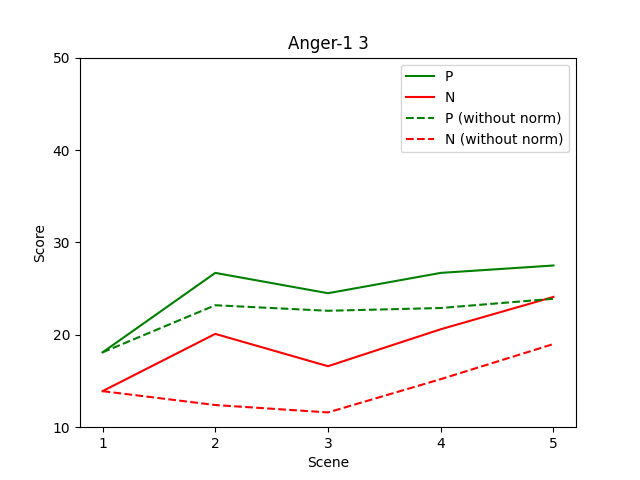 Anger-1 3
50
40
30
20
10
Score
P
N
P (without norm)
N (without norm)
1 2 3 4 5
Scene